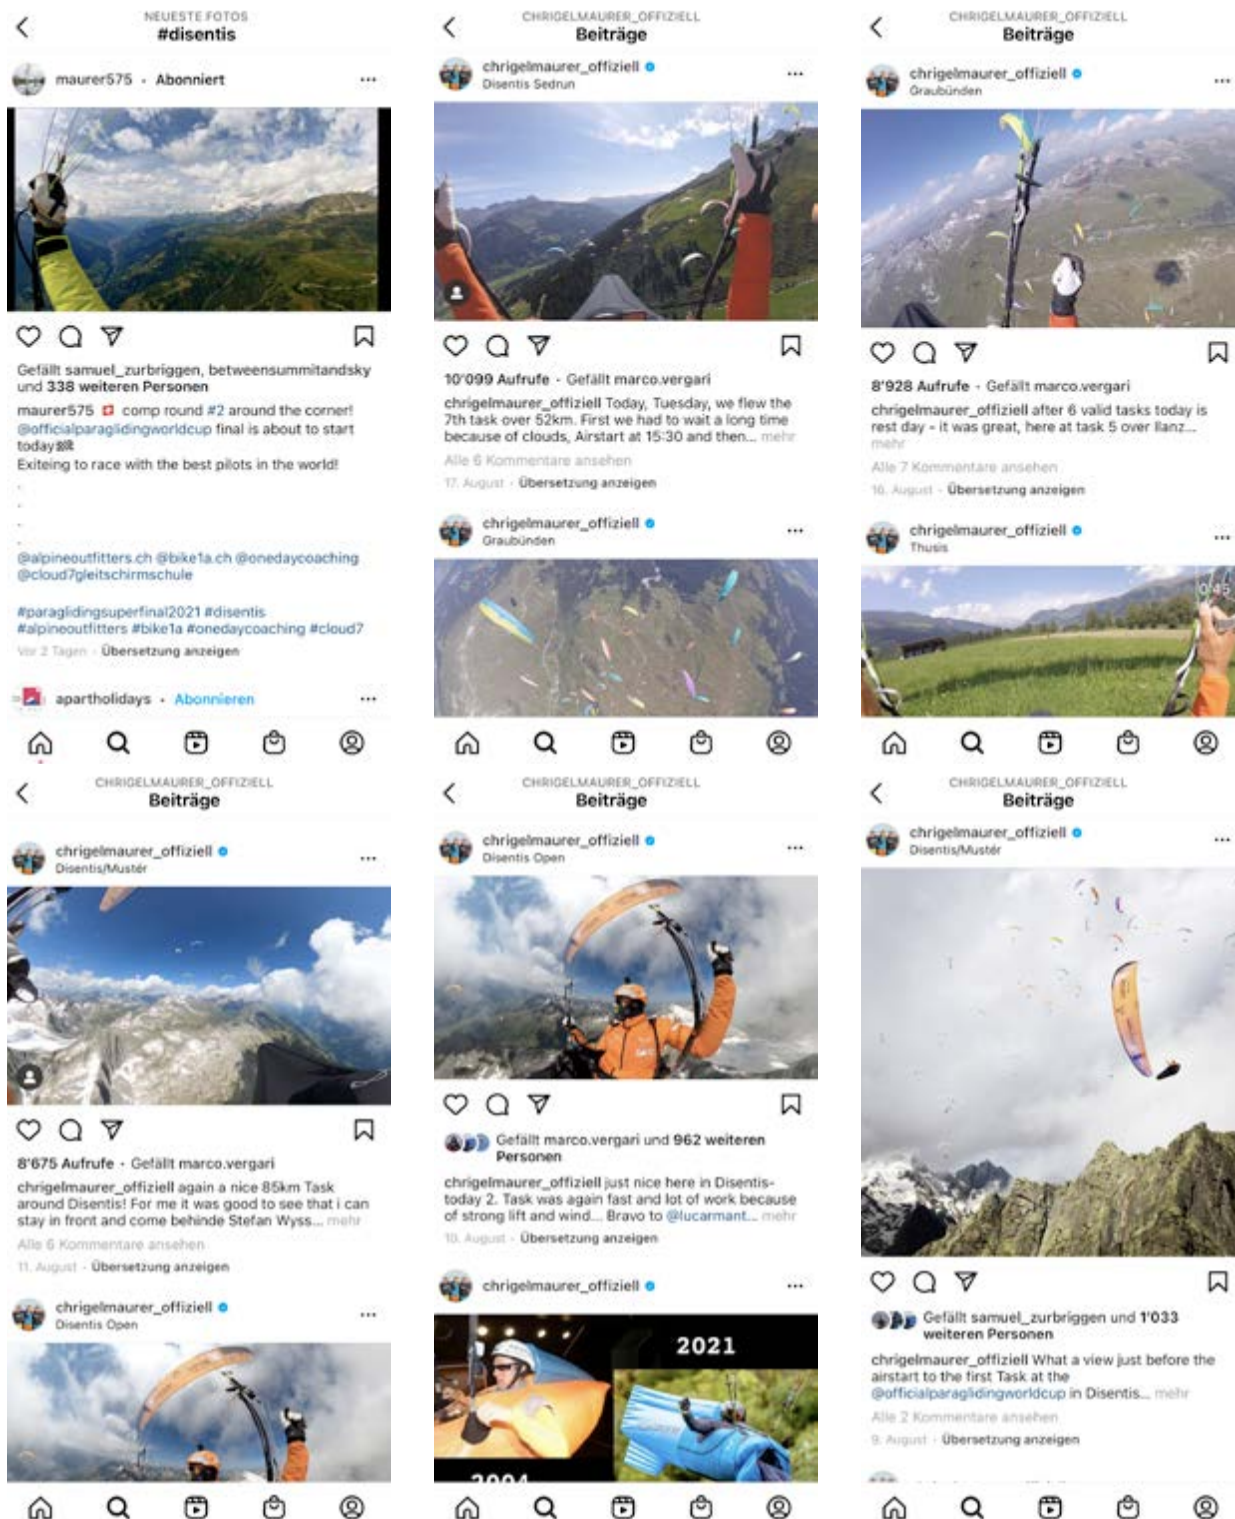 NEUESTE FOTOS
#disentis
maurer575 • Abonniert
Gefällt samuel_zurbriggen, betweensummitandsky
und 338 weiteren Personen
maurer575 🇨🇭 comp round #2 around the corner!
@officialparaglidingworldcup final is about to start
today
Exiteing to race with the best pilots in the world!
.
.
.
.
@alpineoutfitters.ch @bike1a.ch @onedaycoaching
@cloud7gleitschirmschule
#paraglidingsuperfinal2021 #disentis
#alpineoutfitters #bike1a #onedaycoaching #cloud7
Vor 2 Tagen • Übersetzung anzeigen
apartholidays • Abonnieren
CHRIGELMAURER_OFFIZIELL
Beiträge
chrigelmaurer_offiziell
Disentis Sedrun
10'099 Aufrufe • Gefällt marco.vergari
chrigelmaurer_offiziell Today, Tuesday, we flew the
7th task over 52km. First we had to wait a long time
because of clouds, Airstart at 15:30 and then... mehr
Alle 6 Kommentare ansehen
17. August • Übersetzung anzeigen
chrigelmaurer_offiziell
Graubünden
CHRIGELMAURER_OFFIZIELL
Beiträge
chrigelmaurer_offiziell
Graubünden
8'928 Aufrufe • Gefällt marco.vergari
chrigelmaurer_offiziell after 6 valid tasks today is
rest day - it was great, here at task 5 over Ilanz...
mehr
Alle 7 Kommentare ansehen
16. August • Übersetzung anzeigen
chrigelmaurer_offiziell
Thusis
0:45
CHRIGELMAURER_OFFIZIELL
Beiträge
chrigelmaurer_offiziell
Disentis/Mustér
8'675 Aufrufe • Gefällt marco.vergari
chrigelmaurer_offiziell again a nice 85km Task
around Disentis! For me it was good to see that i can
stay in front and come behinde Stefan Wyss... mehr
Alle 6 Kommentare ansehen
11. August • Übersetzung anzeigen
chrigelmaurer_offiziell
Disentis Open
CHRIGELMAURER_OFFIZIELL
Beiträge
chrigelmaurer_offiziell
Disentis Open
Gefällt marco.vergari und 962 weiteren
Personen
chrigelmaurer_offiziell just nice here in Disentis-
today 2. Task was again fast and lot of work because
of strong lift and wind... Bravo to @lucarmant... mehr
10. August • Übersetzung anzeigen
chrigelmaurer_offiziell
2021
2004
CHRIGELMAURER_OFFIZIELL
Beiträge
chrigelmaurer_offiziell
Disentis/Mustér
Gefällt samuel_zurbriggen und 1'033
weiteren Personen
chrigelmaurer_offiziell What a view just before the
airstart to the first Task at the
@officialparaglidingworldcup in Disentis... mehr
Alle 2 Kommentare ansehen
9. August • Übersetzung anzeigen